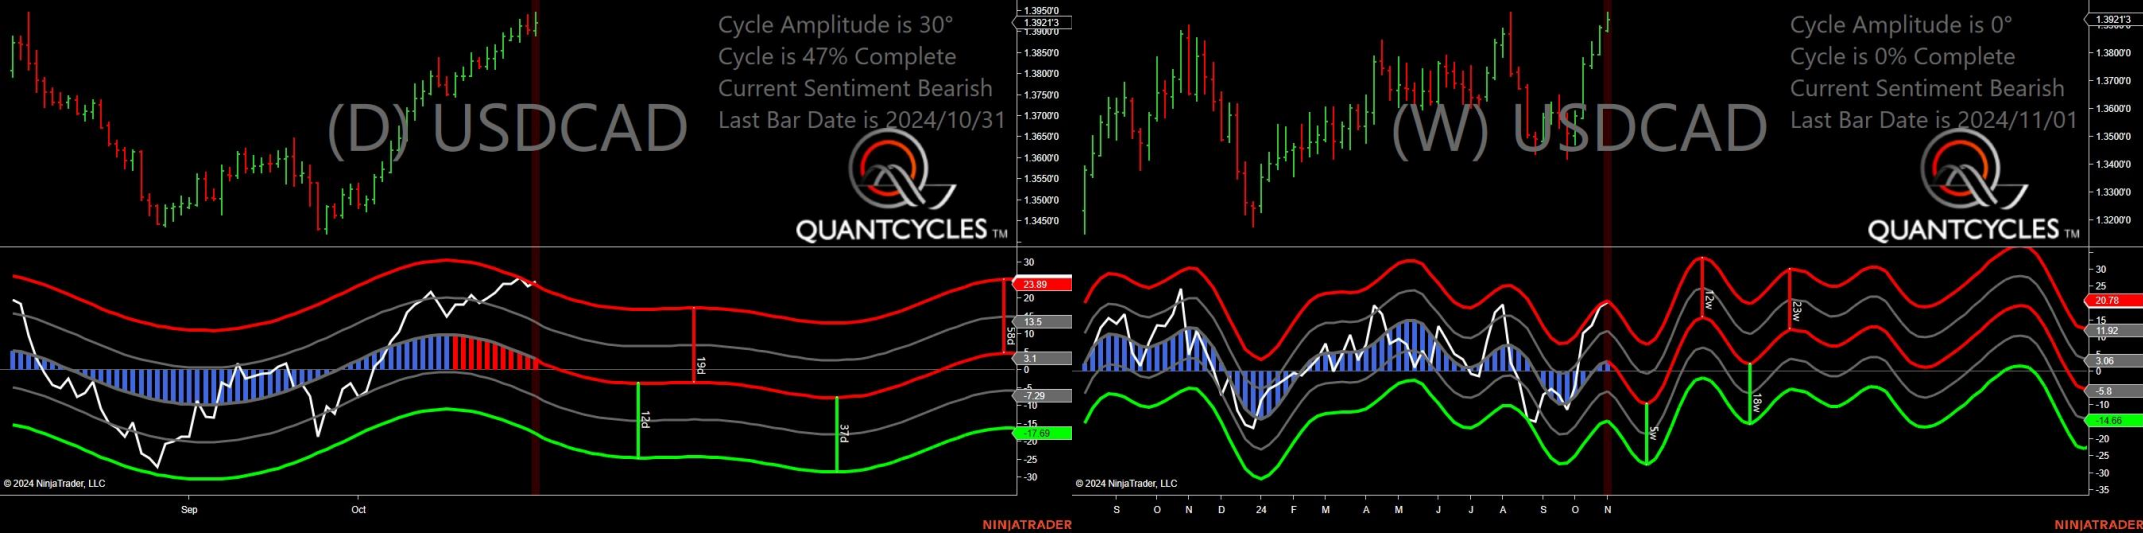 Cycle Amplitude is 30°
Cycle is 47% Complete
Current Sentiment Bearish
Last Bar Date is 2024/10/31
(D) USDCAD
QUANTCYCLES TM
1.3950'0
1.3921'3
1.3900'0
1.3850'0
1.3800'0
1.3750'0
1.3700'0
1.3650'0
1.3600'0
1.3550'0
1.3500'0
1.3450'0
30
23.89
20
13.5
10
3.1
0
-5
-7.29
-10
-15
-17.69
-20
-25
-30
12d
19d
37d
58d
© 2024 NinjaTrader, LLC
Sep
Oct
NINJATRADER
Cycle Amplitude is 0°
Cycle is 0% Complete
Current Sentiment Bearish
Last Bar Date is 2024/11/01
(W) USDCAD
QUANTCYCLES TM
1.3921'3
1.3800'0
1.3700'0
1.3600'0
1.3500'0
1.3400'0
1.3300'0
1.3200'0
30
25
20.78
15
11.92
3.06
0
-5.8
-10
-14.66
-20
-25
-30
-35
5w
12w
18w
23w
© 2024 NinjaTrader, LLC
S
O
N
D
24
F
M
A
M
J
J
A
S
O
N
NINJATRADER